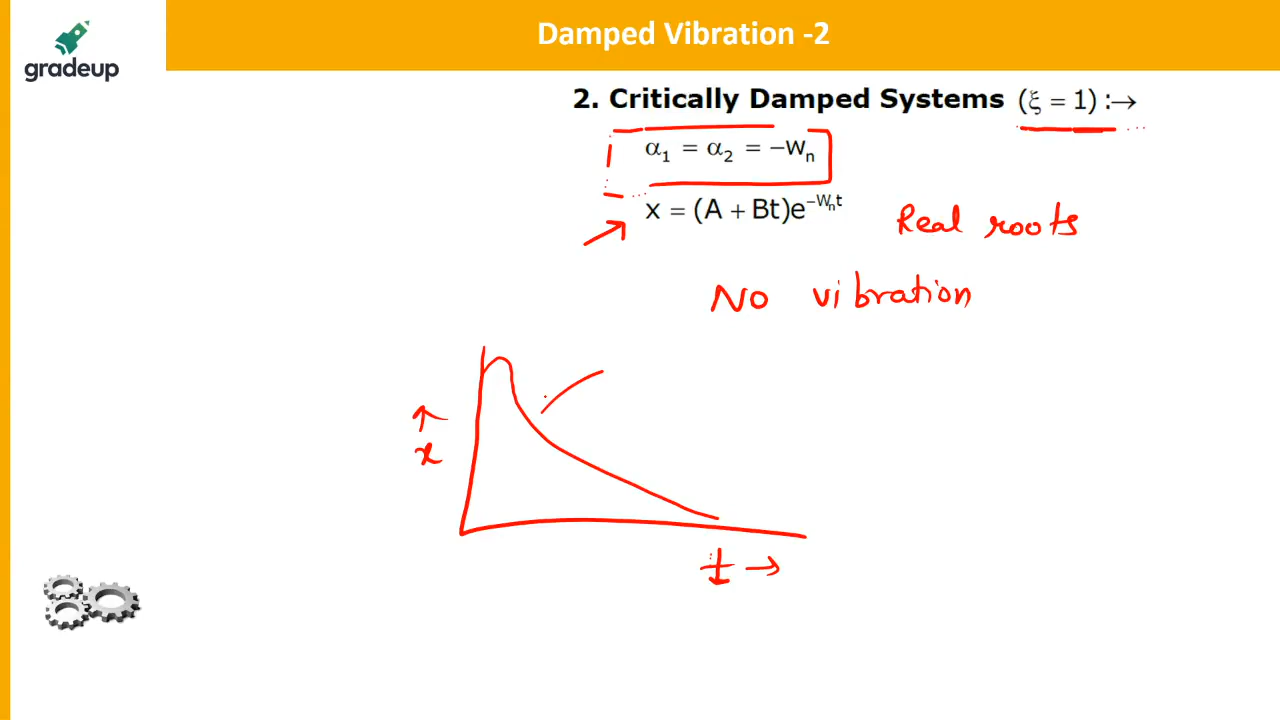 Damped Vibration -2
gradeup
2. Critically Damped Systems (ξ = 1) :→
α₁ = α₂ = −wₙ
x = (A + Bt)e^{−Wₙt}
Real roots
No vibration
x
t →